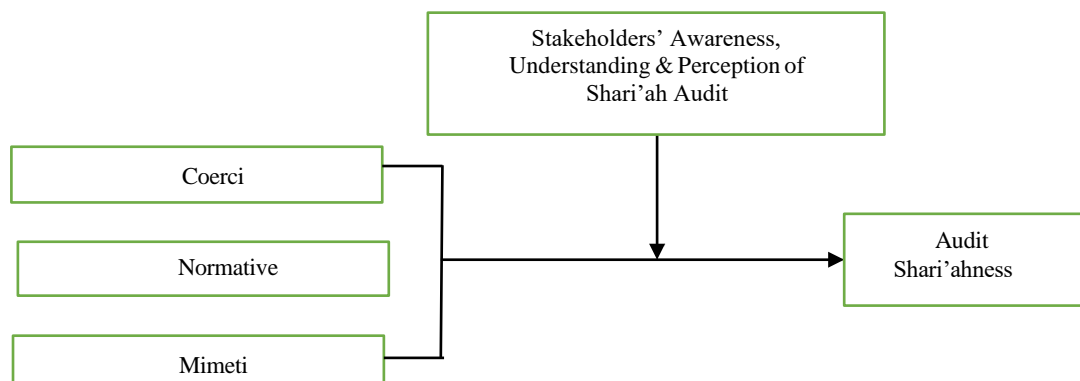 Stakeholders’ Awareness,
Understanding & Perception of
Shari’ah Audit
Coerci
Normative
Mimeti
Audit
Shari’ahness